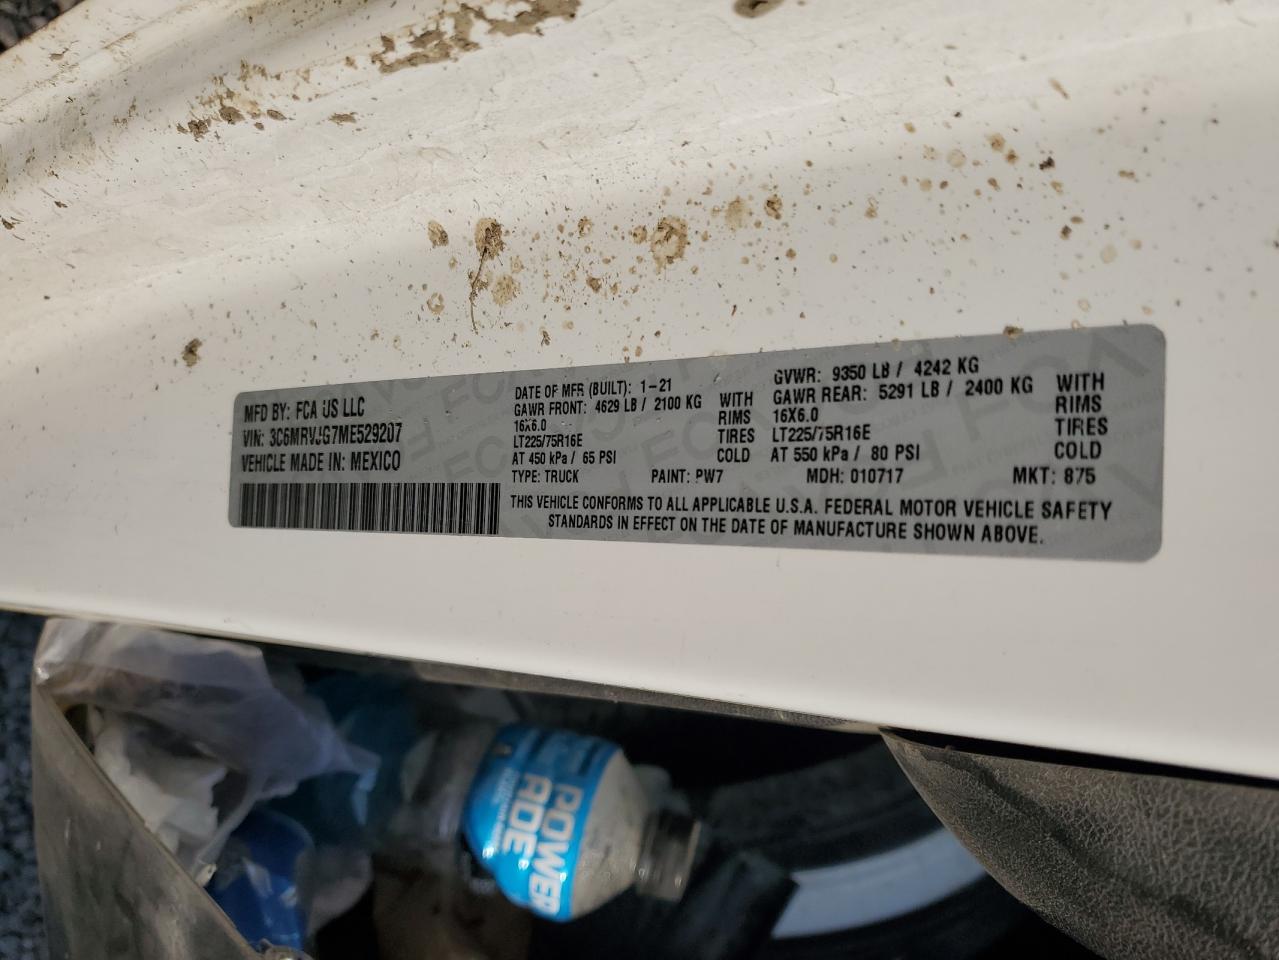 MFD BY: FCA US LLC
VIN: 3C6MRVJG7ME529207
VEHICLE MADE IN: MEXICO
DATE OF MFR (BUILT): 1-21
GVWR: 9350 LB / 4242 KG
GAWR FRONT: 4629 LB / 2100 KG WITH
16X6.0 RIMS
LT225/75R16E TIRES
AT 450 kPa / 65 PSI COLD
GAWR REAR: 5291 LB / 2400 KG WITH
16X6.0 RIMS
LT225/75R16E TIRES
AT 550 kPa / 80 PSI COLD
TYPE: TRUCK PAINT: PW7 MDH: 010717 MKT: 875
THIS VEHICLE CONFORMS TO ALL APPLICABLE U.S.A. FEDERAL MOTOR VEHICLE SAFETY
STANDARDS IN EFFECT ON THE DATE OF MANUFACTURE SHOWN ABOVE.
POWER
ADE